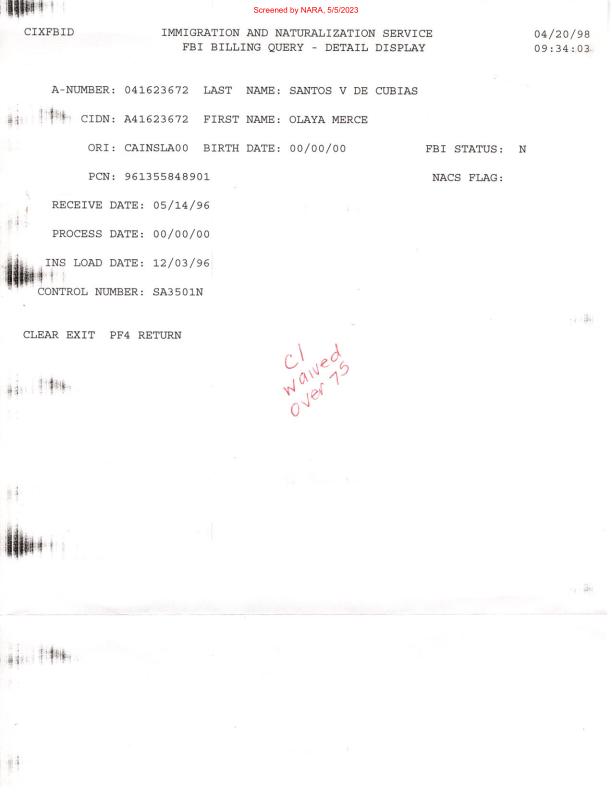 Screened by NARA, 5/5/2023
CIXFBID IMMIGRATION AND NATURALIZATION SERVICE 04/20/98
FBI BILLING QUERY - DETAIL DISPLAY 09:34:03
A-NUMBER: 041623672 LAST NAME: SANTOS V DE CUBIAS
CIDN: A41623672 FIRST NAME: OLAYA MERCE
ORI: CAINSLA00 BIRTH DATE: 00/00/00 FBI STATUS: N
PCN: 961355848901 NACS FLAG:
RECEIVE DATE: 05/14/96
PROCESS DATE: 00/00/00
INS LOAD DATE: 12/03/96
CONTROL NUMBER: SA3501N
CLEAR EXIT PF4 RETURN
C1
waived
over 75